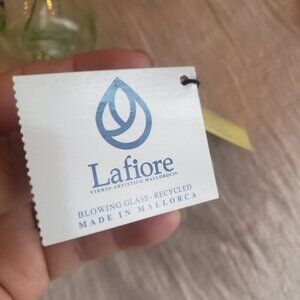 Lafiore
VIDRIO ARTISTICO MALLORQUIN
BLOWING GLASS - RECYCLED
MADE IN MALLORCA